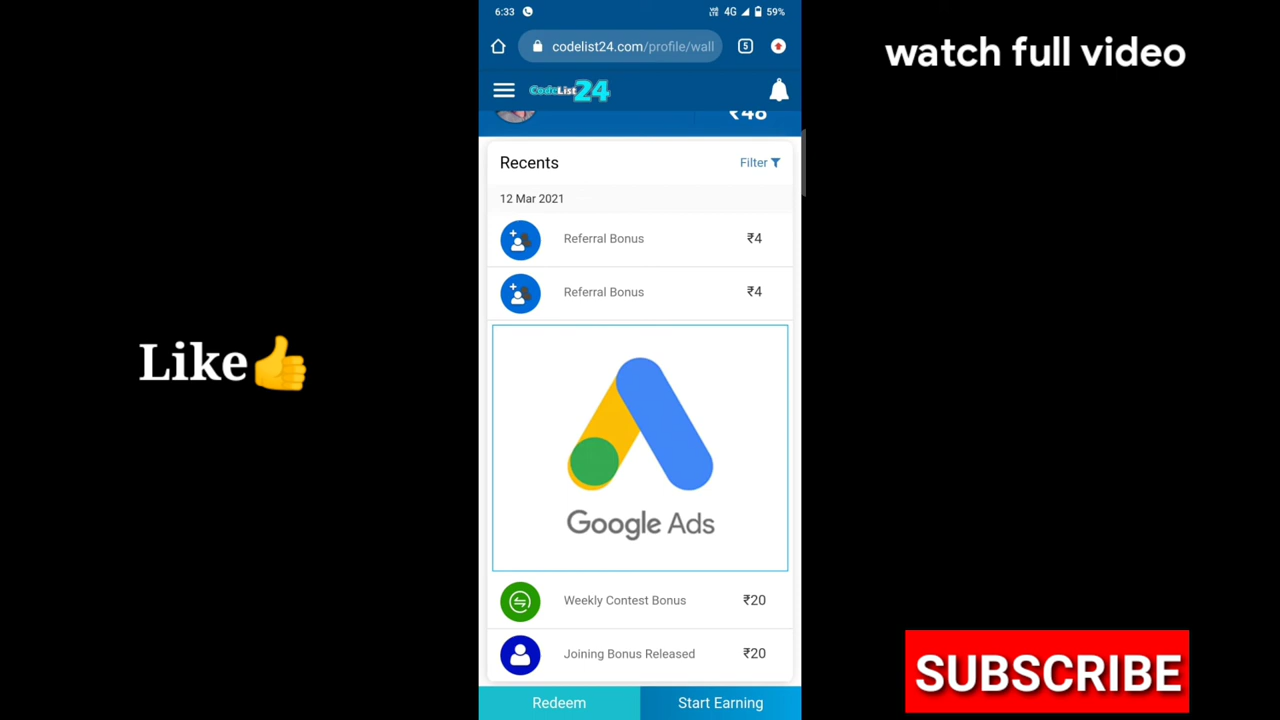 6:33
Vo LTE 4G 59%
watch full video
codelist24.com/profile/wall
5
CodeList24
₹48
Recents
Filter
12 Mar 2021
Referral Bonus ₹4
Referral Bonus ₹4
Like👍
Google Ads
Weekly Contest Bonus ₹20
Joining Bonus Released ₹20
SUBSCRIBE
Redeem
Start Earning